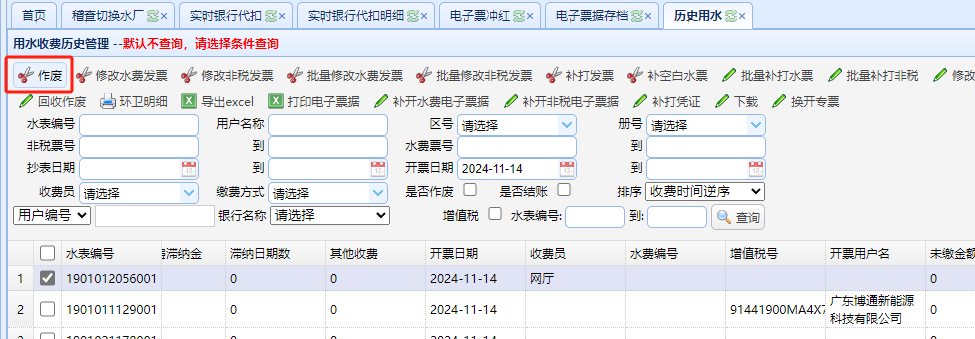 首页 稽查切换水厂 实时银行代扣 实时银行代扣明细 电子票冲红 电子票据存档 历史用水
用水收费历史管理 --默认不查询，请选择条件查询
作废 修改水费发票 修改非税发票 批量修改水费发票 批量修改非税发票 补打发票 补空白水票 批量补打水票 批量补打非税 修改
回收作废 环卫明细 导出excel 打印电子票据 补开水费电子票据 补开非税电子票据 补打凭证 下载 换开专票
水表编号 用户名称 区号 请选择 册号 请选择
非税票号 到 水费票号 到
抄表日期 到 开票日期 2024-11-14 到
收费员 请选择 缴费方式 请选择 是否作废 是否结账 排序 收费时间逆序
用户编号 银行名称 请选择 增值税 水表编号: 到: 查询
水表编号 滞纳金 滞纳日期数 其他收费 开票日期 收费员 水费编号 增值税号 开票用户名 未缴金额
1 1901012056001 0 0 2024-11-14 网厅 0
2 1901011129001 0 0 2024-11-14 91441900MA4X7 广东博通新能源
科技有限公司 0